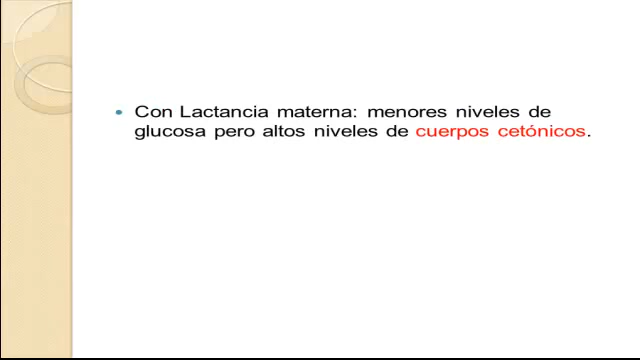 • Con Lactancia materna: menores niveles de
glucosa pero altos niveles de cuerpos cetónicos.